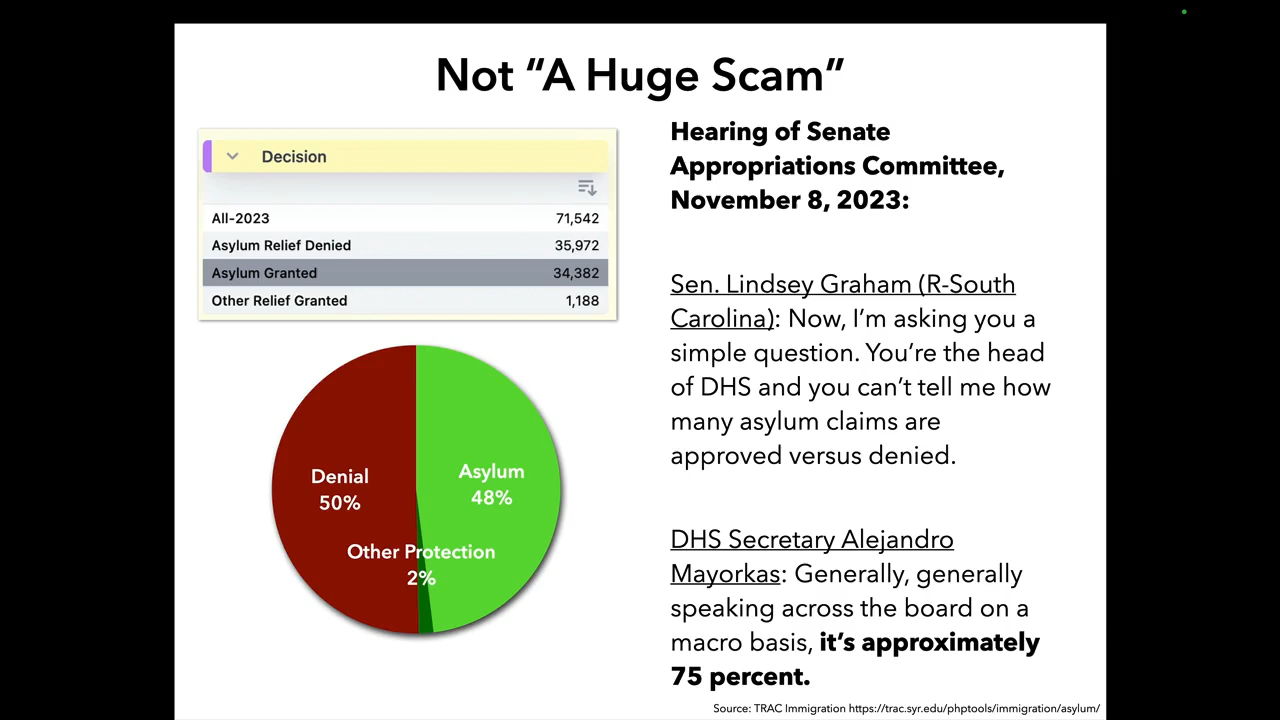 Not “A Huge Scam”
Decision
All-2023 71,542
Asylum Relief Denied 35,972
Asylum Granted 34,382
Other Relief Granted 1,188
Denial
50%
Asylum
48%
Other Protection
2%
Hearing of Senate
Appropriations Committee,
November 8, 2023:
Sen. Lindsey Graham (R-South
Carolina): Now, I’m asking you a
simple question. You’re the head
of DHS and you can’t tell me how
many asylum claims are
approved versus denied.
DHS Secretary Alejandro
Mayorkas: Generally, generally
speaking across the board on a
macro basis, it’s approximately
75 percent.
Source: TRAC Immigration https://trac.syr.edu/phptools/immigration/asylum/